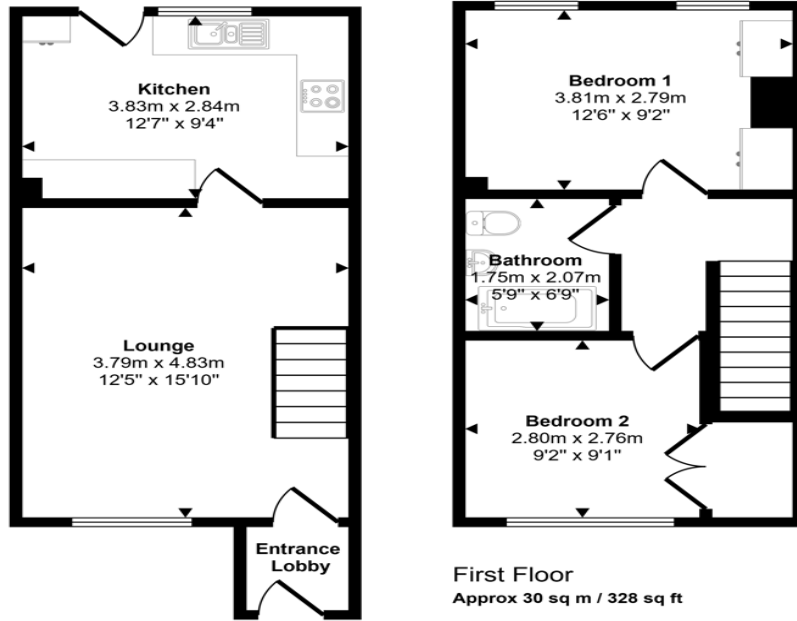 Kitchen
3.83m x 2.84m
12'7" x 9'4"
Lounge
3.79m x 4.83m
12'5" x 15'10"
Entrance
Lobby
Bedroom 1
3.81m x 2.79m
12'6" x 9'2"
Bathroom
1.75m x 2.07m
5'9" x 6'9"
Bedroom 2
2.80m x 2.76m
9'2" x 9'1"
First Floor
Approx 30 sq m / 328 sq ft